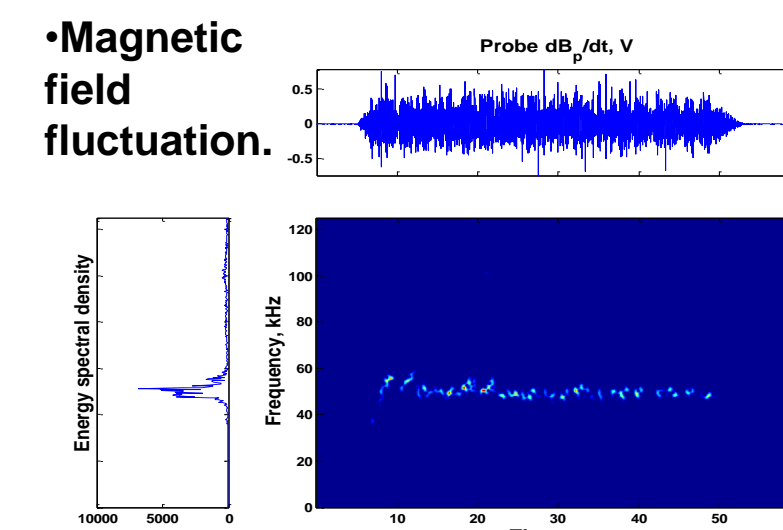 •Magnetic
field
fluctuation.
Probe dBp/dt, V
0.5
0
-0.5
Energy spectral density
10000 5000 0
Frequency, kHz
120
100
80
60
40
20
0
10 20 30 40 50